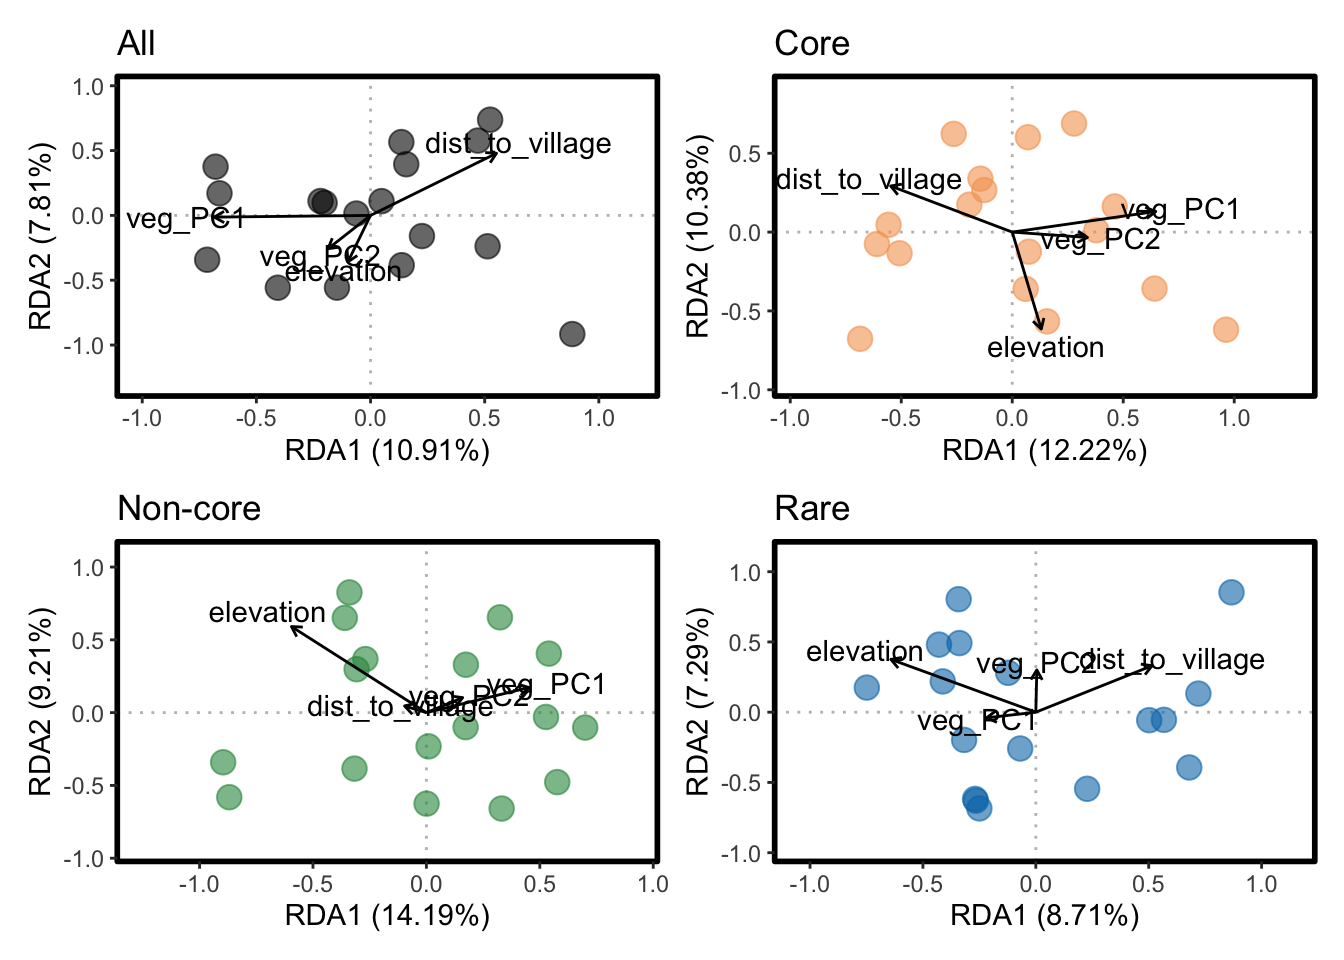 All
1.0
0.5
0.0
-0.5
-1.0
RDA2 (7.81%)
dist_to_village
veg_PC1
veg_PC2
elevation
-1.0 -0.5 0.0 0.5 1.0
RDA1 (10.91%)
Core
0.5
0.0
-0.5
-1.0
RDA2 (10.38%)
dist_to_village
veg_PC1
veg_PC2
elevation
-1.0 -0.5 0.0 0.5 1.0
RDA1 (12.22%)
Non-core
1.0
0.5
0.0
-0.5
-1.0
RDA2 (9.21%)
elevation
veg_PC1
veg_PC2
dist_to_village
-1.0 -0.5 0.0 0.5 1.0
RDA1 (14.19%)
Rare
1.0
0.5
0.0
-0.5
-1.0
RDA2 (7.29%)
elevation
veg_PC2
dist_to_village
veg_PC1
-1.0 -0.5 0.0 0.5 1.0
RDA1 (8.71%)